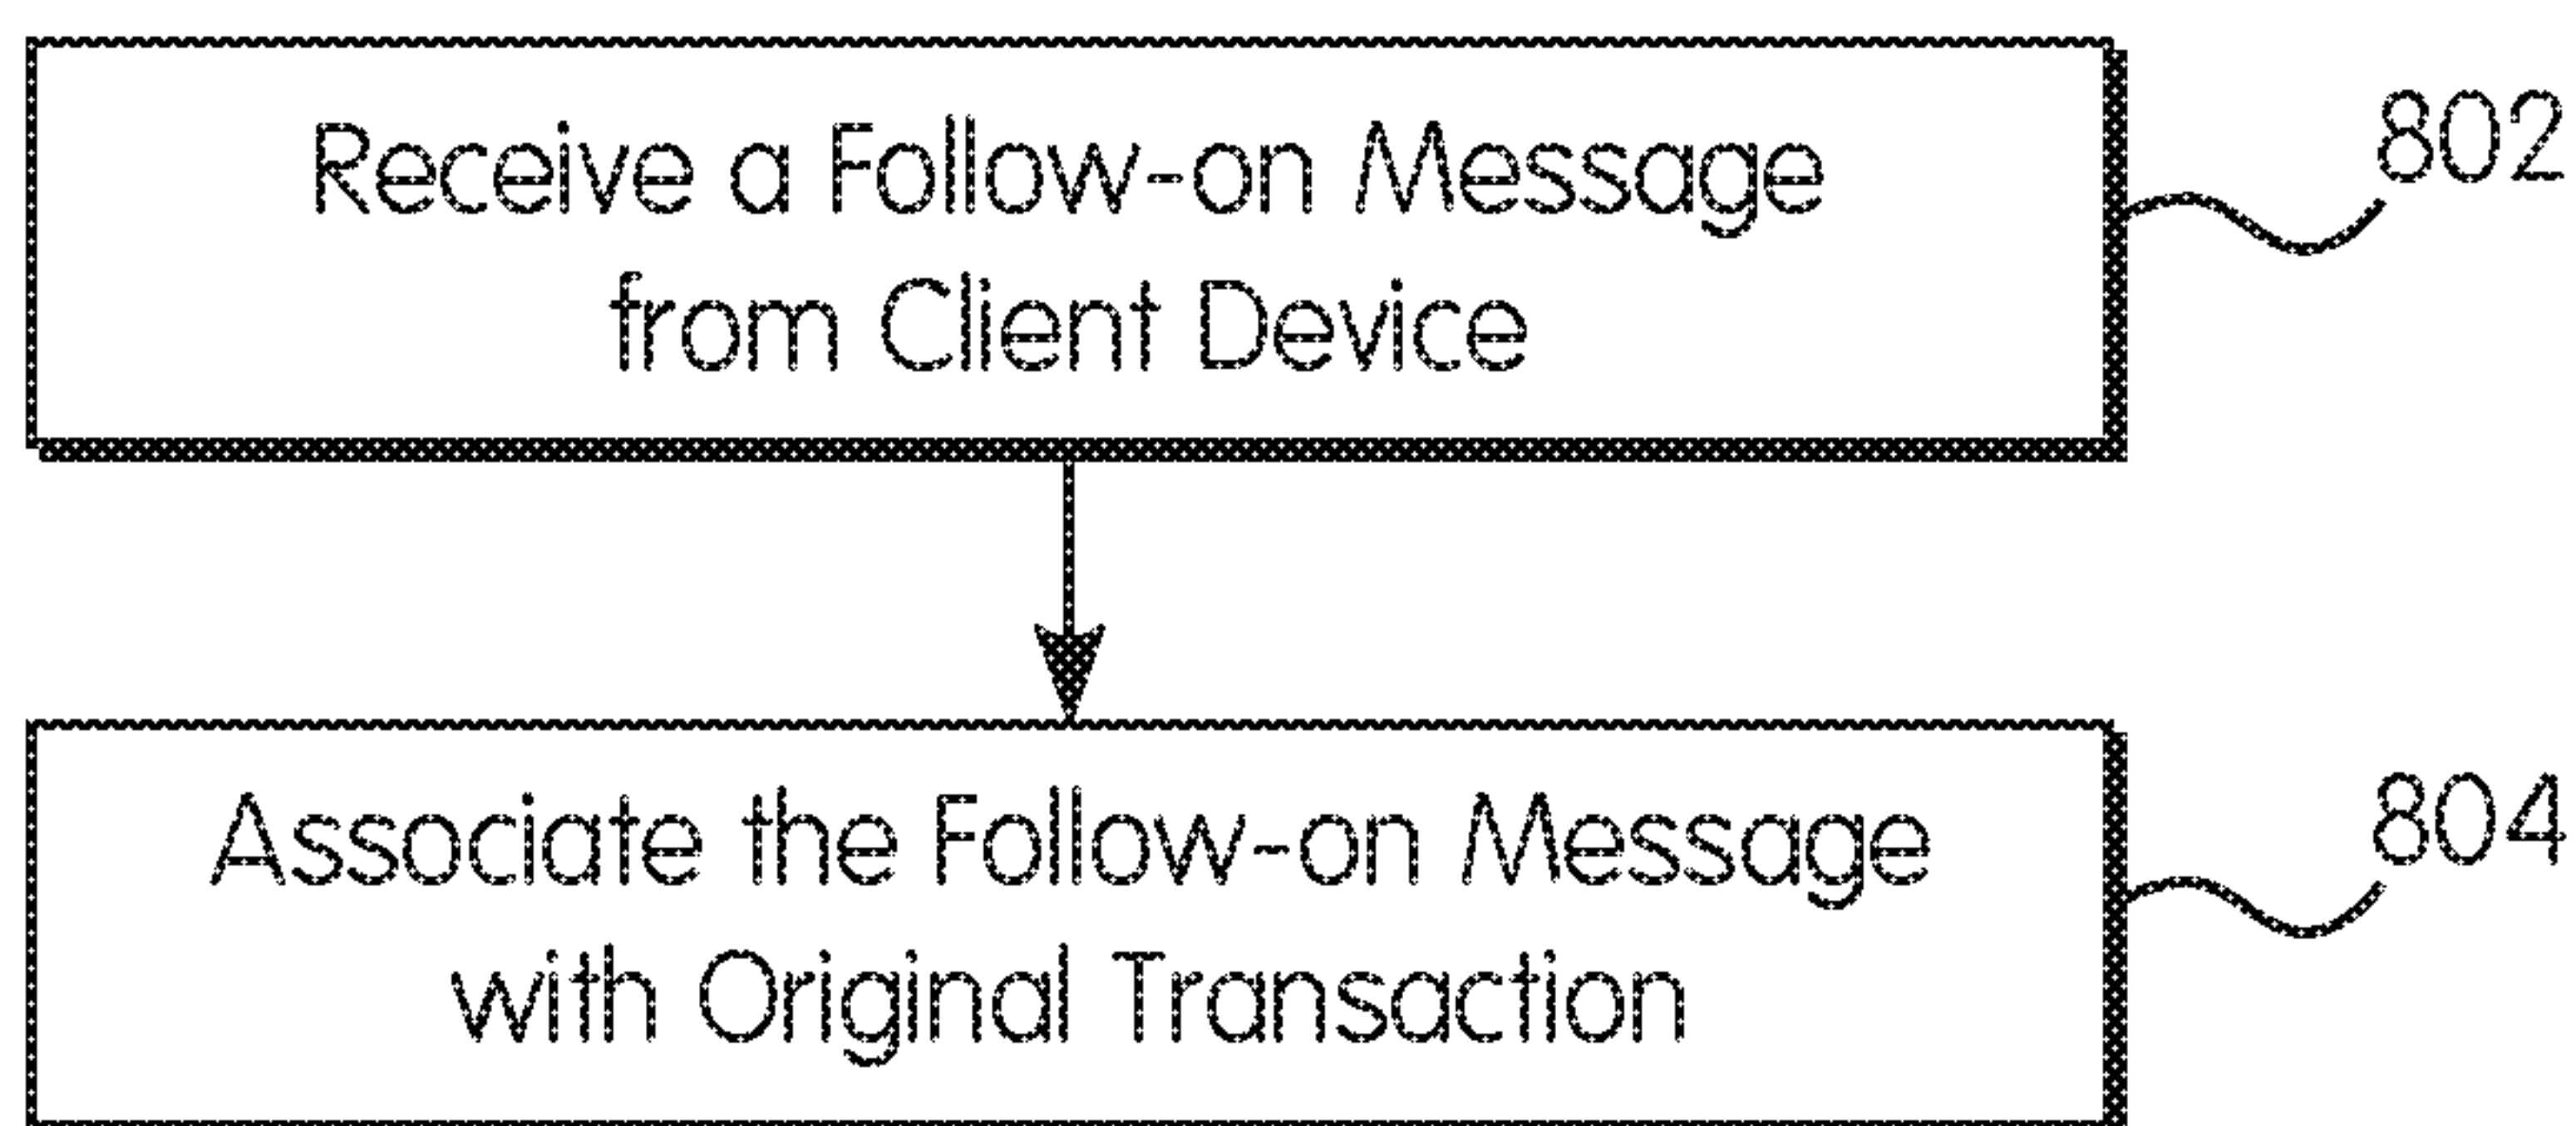 Receive a Follow-on Message
from Client Device
802
Associate the Follow-on Message
with Original Transaction
804